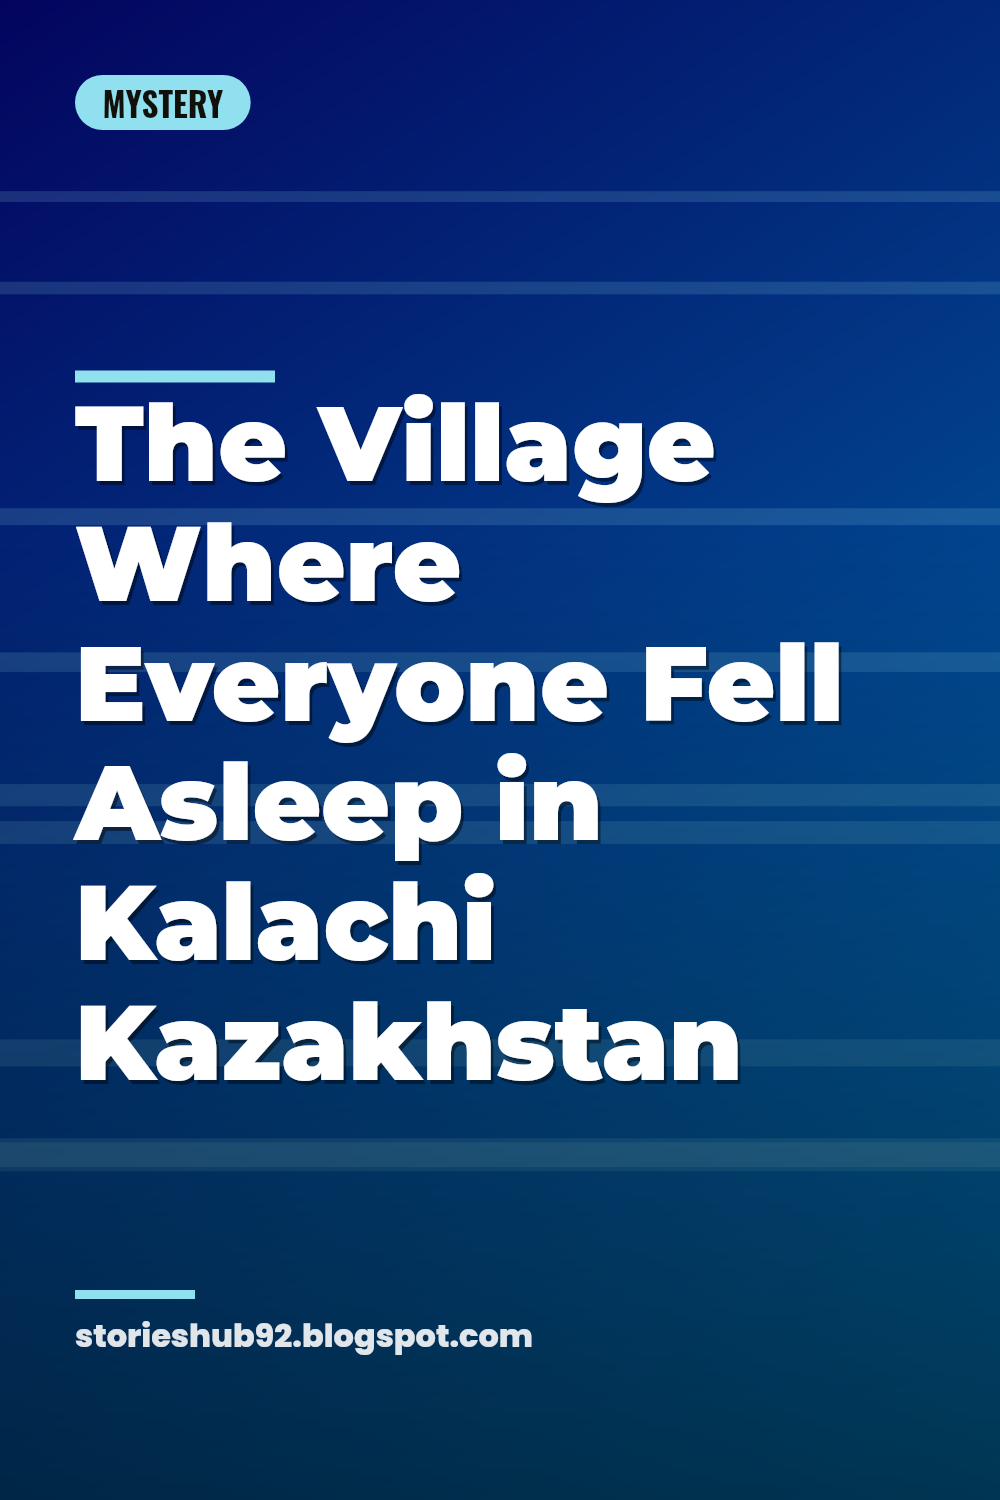 MYSTERY
The Village
Where
Everyone Fell
Asleep in
Kalachi
Kazakhstan
storieshub92.blogspot.com